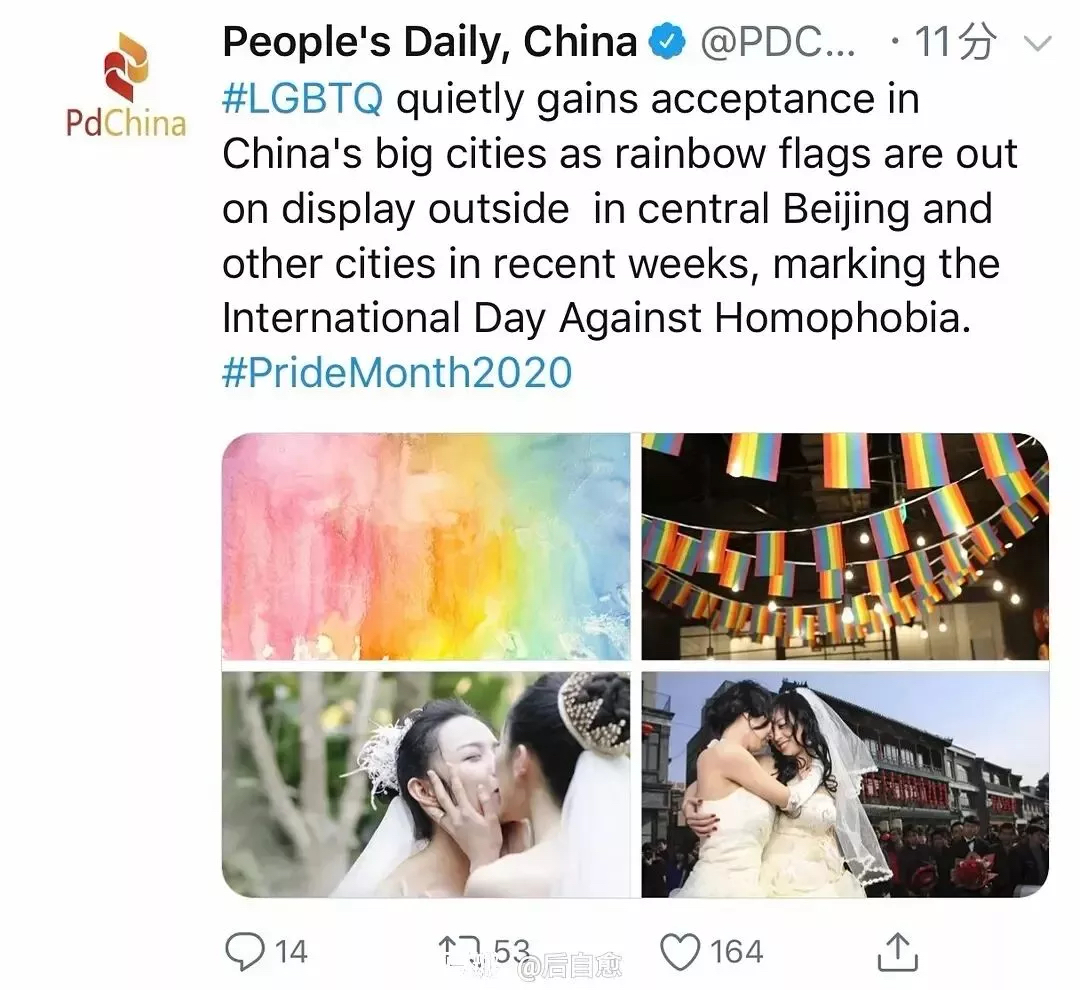 People's Daily, China @PDC... · 11分
PdChina
#LGBTQ quietly gains acceptance in
China's big cities as rainbow flags are out
on display outside  in central Beijing and
other cities in recent weeks, marking the
International Day Against Homophobia.
#PrideMonth2020
14 53 164
@后自愈